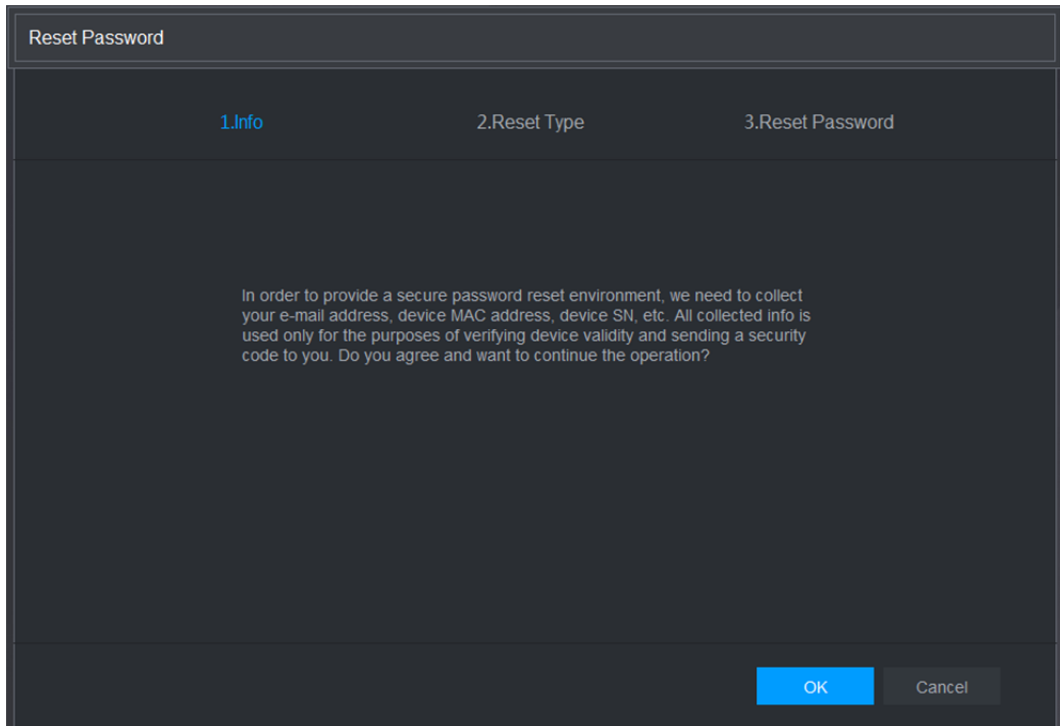 Reset Password
1.Info
2.Reset Type
3.Reset Password
In order to provide a secure password reset environment, we need to collect
your e-mail address, device MAC address, device SN, etc. All collected info is
used only for the purposes of verifying device validity and sending a security
code to you. Do you agree and want to continue the operation?
OK
Cancel